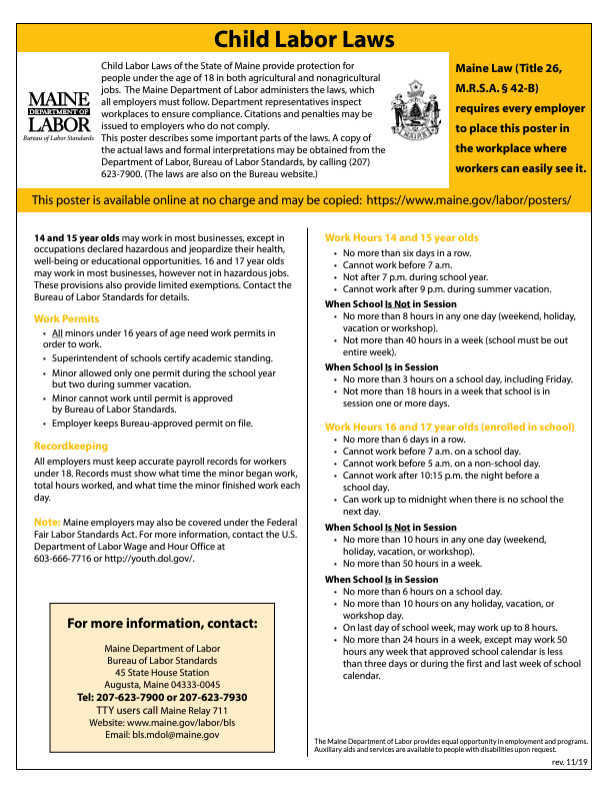 Child Labor Laws
MAINE
DEPARTMENT OF
LABOR
Bureau of Labor Standards
Child Labor Laws of the State of Maine provide protection for
people under the age of 18 in both agricultural and nonagricultural
jobs. The Maine Department of Labor administers the laws, which
all employers must follow. Department representatives inspect
workplaces to ensure compliance. Citations and penalties may be
issued to employers who do not comply.
This poster describes some important parts of the laws. A copy of
the actual laws and formal interpretations may be obtained from the
Department of Labor, Bureau of Labor Standards, by calling (207)
623-7900. (The laws are also on the Bureau website.)
Maine Law (Title 26,
M.R.S.A. § 42-B)
requires every employer
to place this poster in
the workplace where
workers can easily see it.
This poster is available online at no charge and may be copied: https://www.maine.gov/labor/posters/
14 and 15 year olds may work in most businesses, except in
occupations declared hazardous and jeopardize their health,
well-being or educational opportunities. 16 and 17 year olds
may work in most businesses, however not in hazardous jobs.
These provisions also provide limited exemptions. Contact the
Bureau of Labor Standards for details.
Work Permits
• All minors under 16 years of age need work permits in
order to work.
• Superintendent of schools certify academic standing.
• Minor allowed only one permit during the school year
but two during summer vacation.
• Minor cannot work until permit is approved
by Bureau of Labor Standards.
• Employer keeps Bureau-approved permit on file.
Recordkeeping
All employers must keep accurate payroll records for workers
under 18. Records must show what time the minor began work,
total hours worked, and what time the minor finished work each
day.
Note: Maine employers may also be covered under the Federal
Fair Labor Standards Act. For more information, contact the U.S.
Department of Labor Wage and Hour Office at
603-666-7716 or http://youth.dol.gov/.
For more information, contact:
Maine Department of Labor
Bureau of Labor Standards
45 State House Station
Augusta, Maine 04333-0045
Tel: 207-623-7900 or 207-623-7930
TTY users call Maine Relay 711
Website: www.maine.gov/labor/bls
Email: bls.mdol@maine.gov
Work Hours 14 and 15 year olds
• No more than six days in a row.
• Cannot work before 7 a.m.
• Not after 7 p.m. during school year.
• Cannot work after 9 p.m. during summer vacation.
When School Is Not in Session
• No more than 8 hours in any one day (weekend, holiday,
vacation or workshop).
• Not more than 40 hours in a week (school must be out
entire week).
When School Is in Session
• No more than 3 hours on a school day, including Friday.
• Not more than 18 hours in a week that school is in
session one or more days.
Work Hours 16 and 17 year olds (enrolled in school)
• No more than 6 days in a row.
• Cannot work before 7 a.m. on a school day.
• Cannot work before 5 a.m. on a non-school day.
• Cannot work after 10:15 p.m. the night before a
school day.
• Can work up to midnight when there is no school the
next day.
When School Is Not in Session
• No more than 10 hours in any one day (weekend,
holiday, vacation, or workshop).
• No more than 50 hours in a week.
When School Is in Session
• No more than 6 hours on a school day.
• No more than 10 hours on any holiday, vacation, or
workshop day.
• On last day of school week, may work up to 8 hours.
• No more than 24 hours in a week, except may work 50
hours any week that approved school calendar is less
than three days or during the first and last week of school
calendar.
The Maine Department of Labor provides equal opportunity in employment and programs.
Auxiliary aids and services are available to people with disabilities upon request.
rev. 11/19